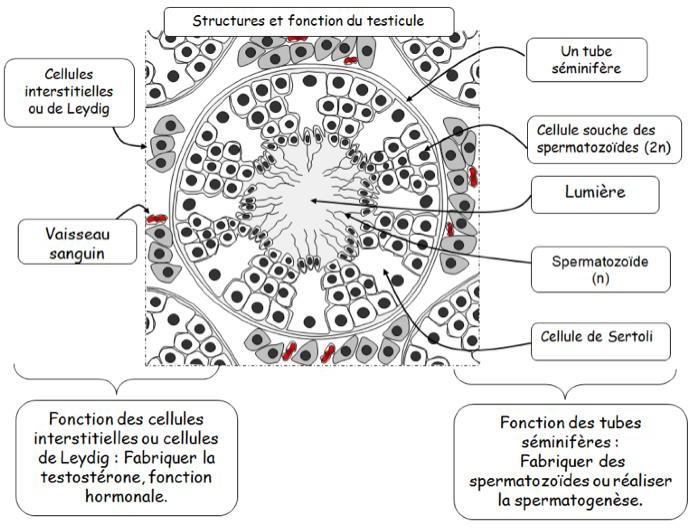 Structures et fonction du testicule
Cellules
interstitielles
ou de Leydig
Vaisseau
sanguin
Un tube
séminifère
Cellule souche des
spermatozoïdes (2n)
Lumière
Spermatozoïde
(n)
Cellule de Sertoli
Fonction des cellules
interstitielles ou cellules
de Leydig : Fabriquer la
testostérone, fonction
hormonale.
Fonction des tubes
séminifères :
Fabriquer des
spermatozoïdes ou réaliser
la spermatogenèse.